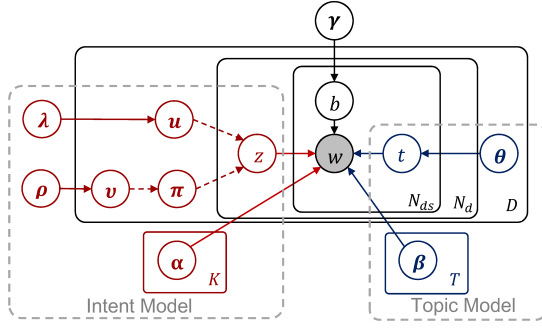 γ
b
λ
u
z
w
t
θ
ρ
υ
π
N_ds
N_d
D
α
K
β
T
Intent Model
Topic Model